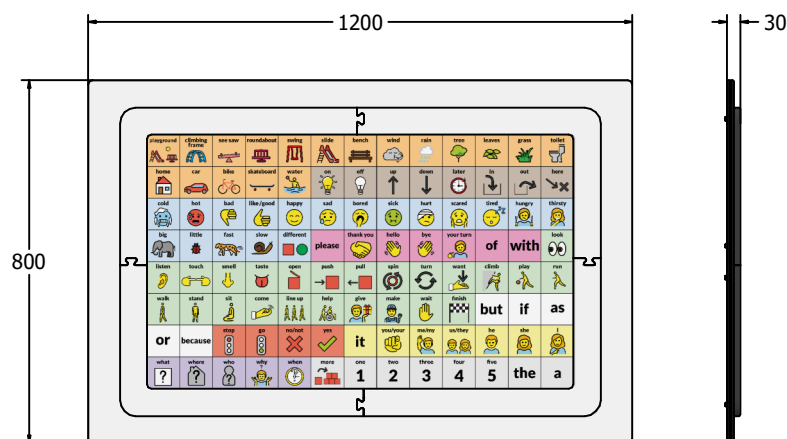 1200
30
800
playground climbing frame see saw roundabout swing slide bench wind rain tree leaves grass toilet
home car bike skateboard water on off up down later in out here
cold hot bad like/good happy sad bored sick hurt scared tired hungry thirsty
big little fast slow different please thank you hello bye your turn of with look
listen touch smell taste open push pull spin turn want climb play run
walk stand sit come line up help give make wait finish but if as
or because stop go no/not yes it you/your me/my us/they he she I
what where who why when more one two three four five the a
? ? ? ? 1 2 3 4 5